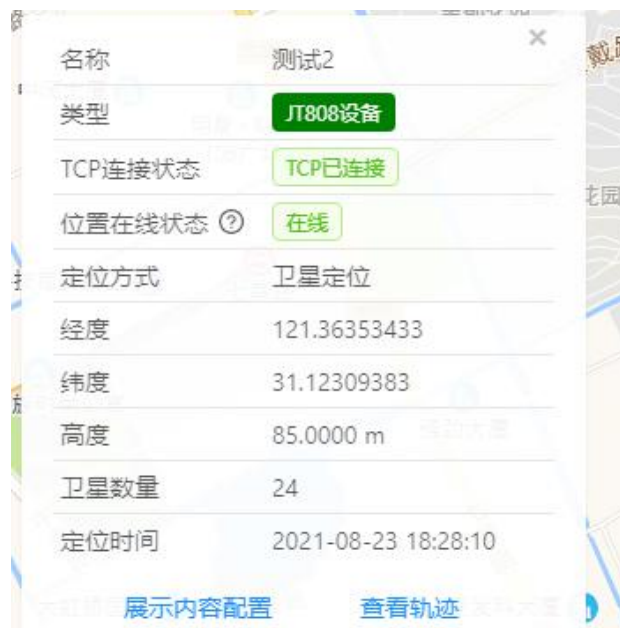 名称 测试2
类型 JT808设备
TCP连接状态 TCP已连接
位置在线状态 ? 在线
定位方式 卫星定位
经度 121.36353433
纬度 31.12309383
高度 85.0000 m
卫星数量 24
定位时间 2021-08-23 18:28:10
展示内容配置 查看轨迹
花园